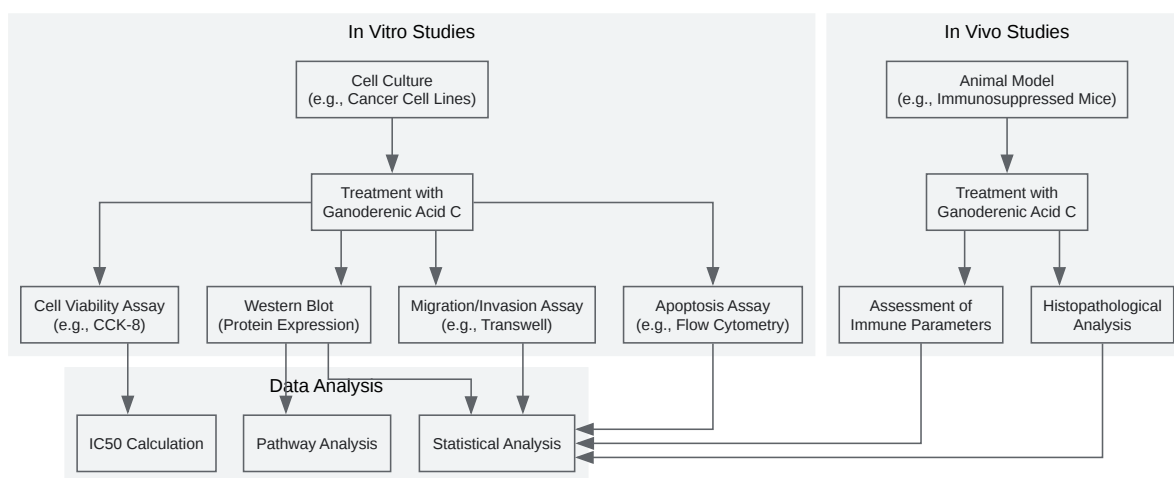 In Vitro Studies
In Vivo Studies
Cell Culture
(e.g., Cancer Cell Lines)
Animal Model
(e.g., Immunosuppressed Mice)
Treatment with
Ganoderenic Acid C
Treatment with
Ganoderenic Acid C
Cell Viability Assay
(e.g., CCK-8)
Western Blot
(Protein Expression)
Migration/Invasion Assay
(e.g., Transwell)
Apoptosis Assay
(e.g., Flow Cytometry)
Assessment of
Immune Parameters
Histopathological
Analysis
Data Analysis
IC50 Calculation
Pathway Analysis
Statistical Analysis